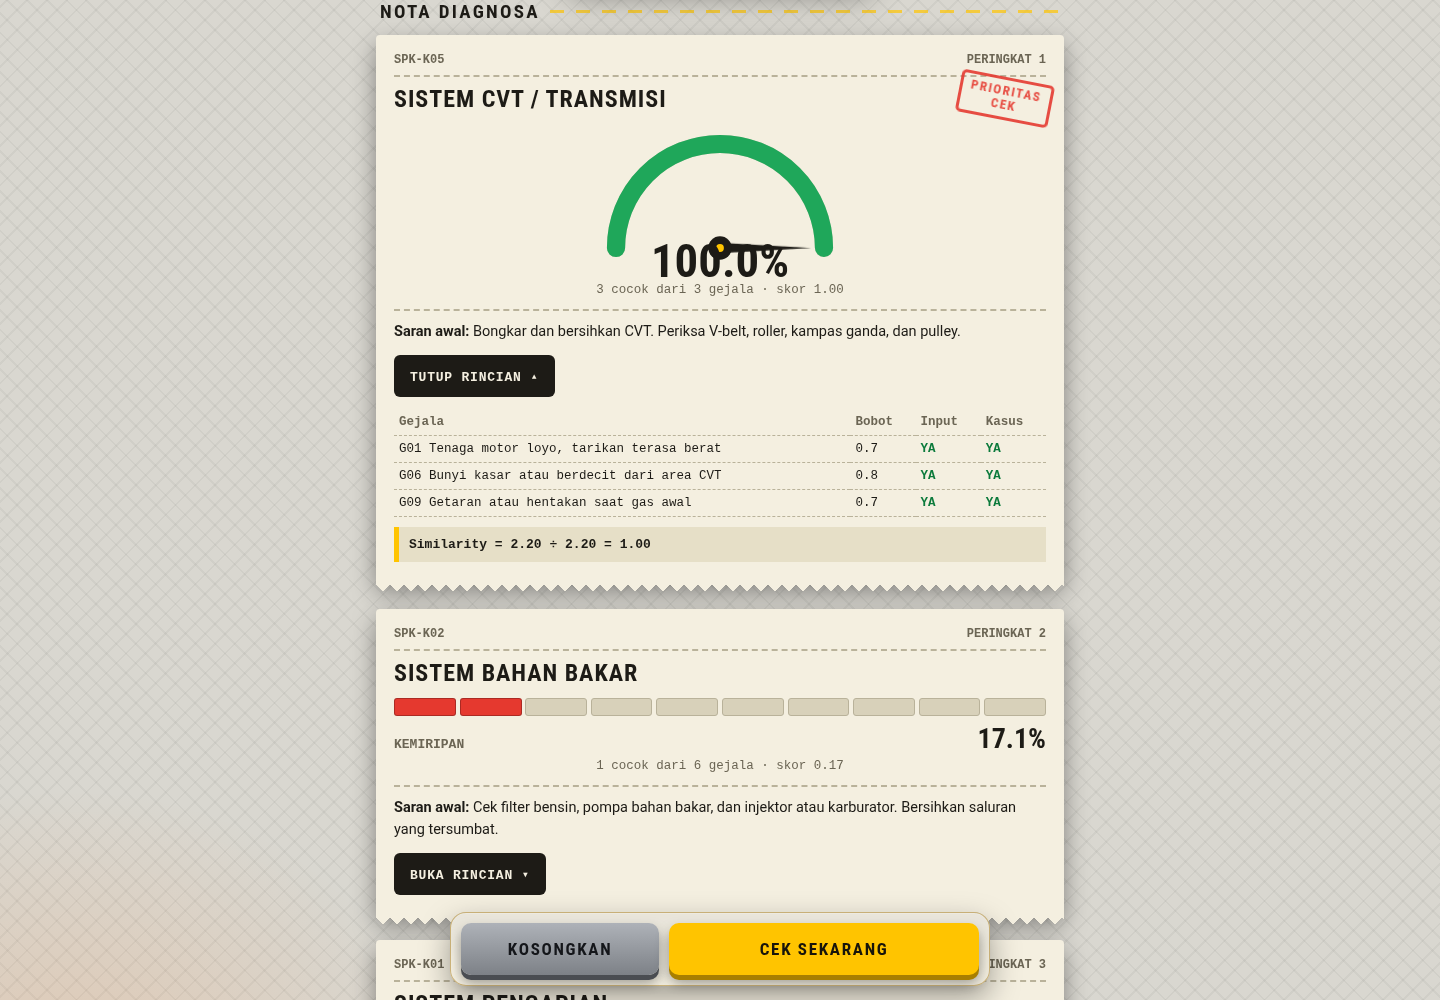 NOTA DIAGNOSA
SPK-K05
PERINGKAT 1
SISTEM CVT / TRANSMISI
PRIORITAS
CEK
100.0%
3 cocok dari 3 gejala · skor 1.00
Saran awal: Bongkar dan bersihkan CVT. Periksa V-belt, roller, kampas ganda, dan pulley.
TUTUP RINCIAN ▴
Gejala Bobot Input Kasus
G01 Tenaga motor loyo, tarikan terasa berat 0.7 YA YA
G06 Bunyi kasar atau berdecit dari area CVT 0.8 YA YA
G09 Getaran atau hentakan saat gas awal 0.7 YA YA
Similarity = 2.20 ÷ 2.20 = 1.00
SPK-K02
PERINGKAT 2
SISTEM BAHAN BAKAR
KEMIRIPAN
17.1%
1 cocok dari 6 gejala · skor 0.17
Saran awal: Cek filter bensin, pompa bahan bakar, dan injektor atau karburator. Bersihkan saluran
yang tersumbat.
BUKA RINCIAN ▾
KOSONGKAN
CEK SEKARANG
SPK-K01
INGKAT 3